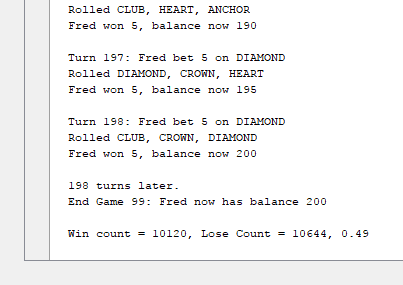 Rolled CLUB, HEART, ANCHOR
Fred won 5, balance now 190
Turn 197: Fred bet 5 on DIAMOND
Rolled DIAMOND, CROWN, HEART
Fred won 5, balance now 195
Turn 198: Fred bet 5 on DIAMOND
Rolled CLUB, CROWN, DIAMOND
Fred won 5, balance now 200
198 turns later.
End Game 99: Fred now has balance 200
Win count = 10120, Lose Count = 10644, 0.49